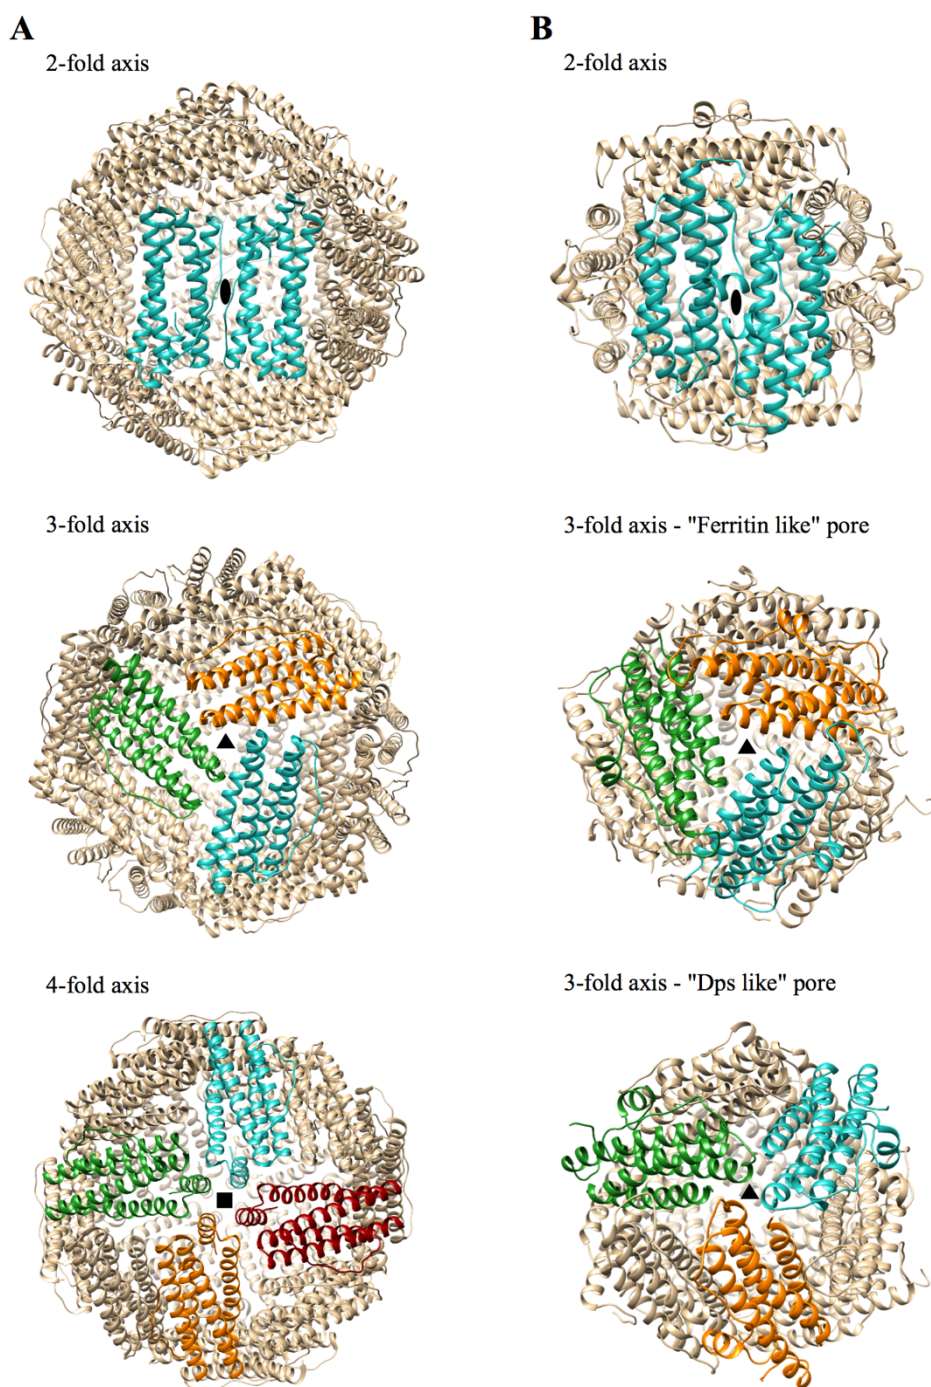 A
B
2-fold axis
2-fold axis
3-fold axis
3-fold axis - "Ferritin like" pore
4-fold axis
3-fold axis - "Dps like" pore